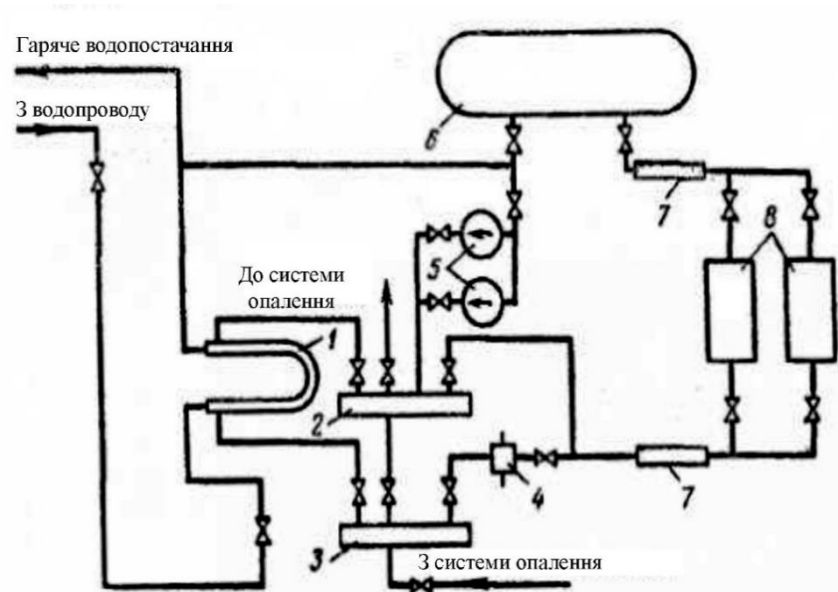 Гаряче водопостачання
З водопроводу
6
7
8
5
До системи
опалення
1
2
4
7
3
З системи опалення